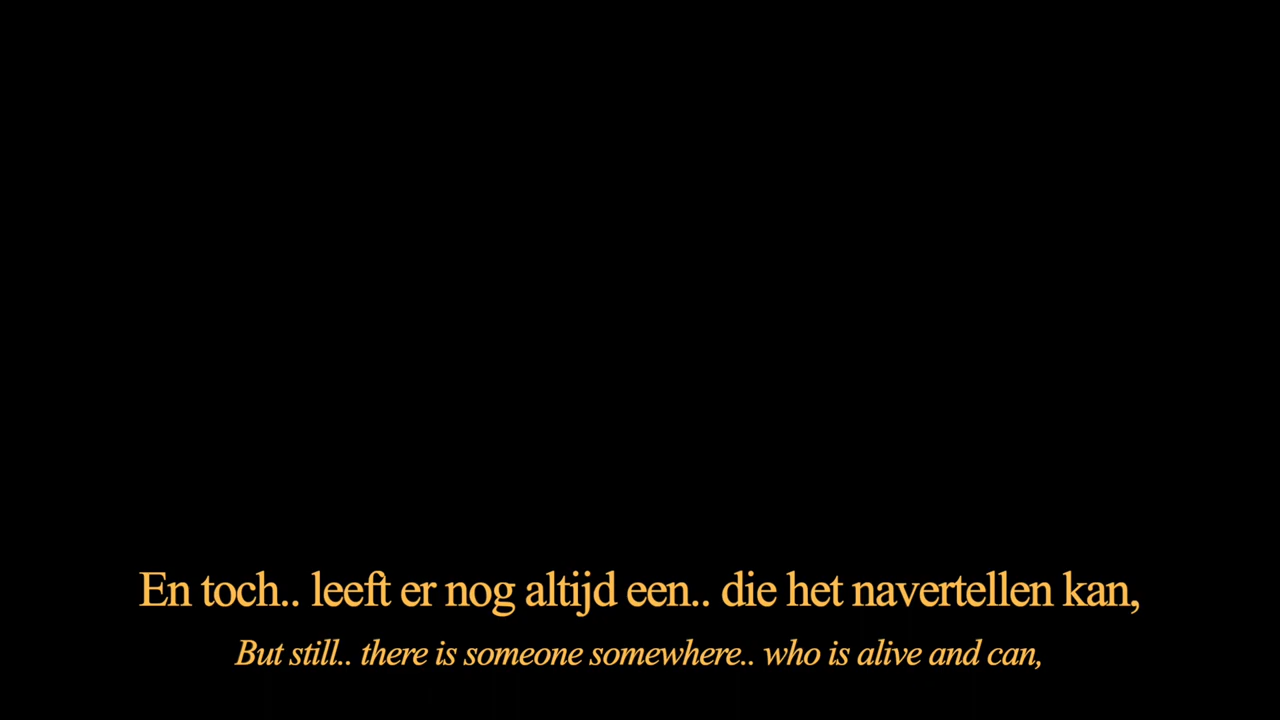 En toch.. leeft er nog altijd een.. die het navertellen kan,
But still.. there is someone somewhere.. who is alive and can,